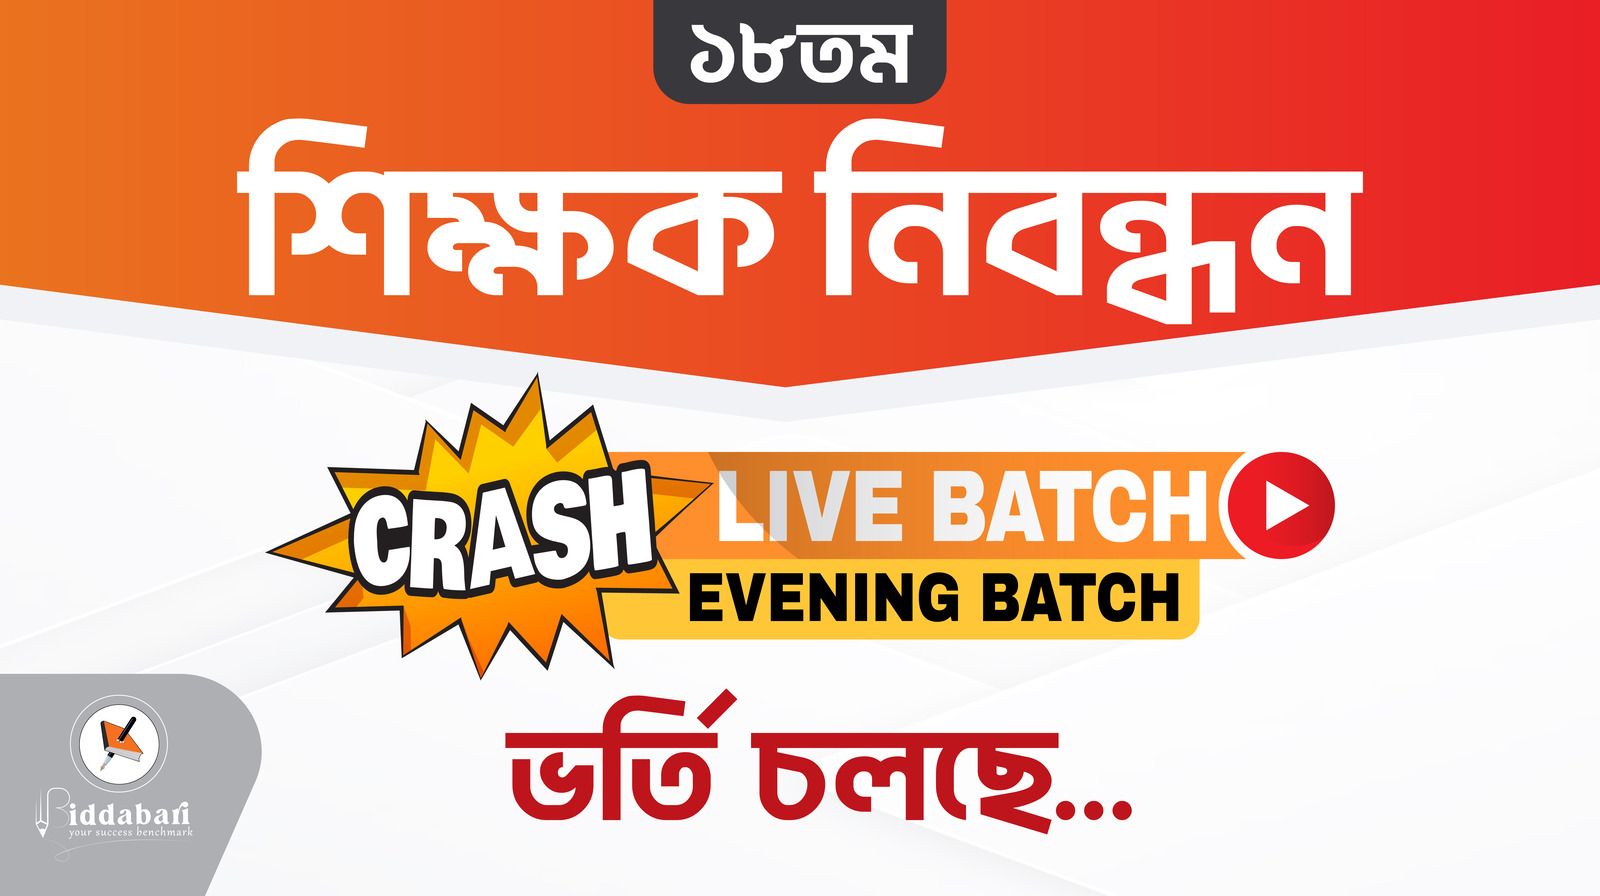 ১৮তম
শিক্ষক নিবন্ধন
CRASH
LIVE BATCH
EVENING BATCH
ভর্তি চলছে...
Biddabari
your success benchmark